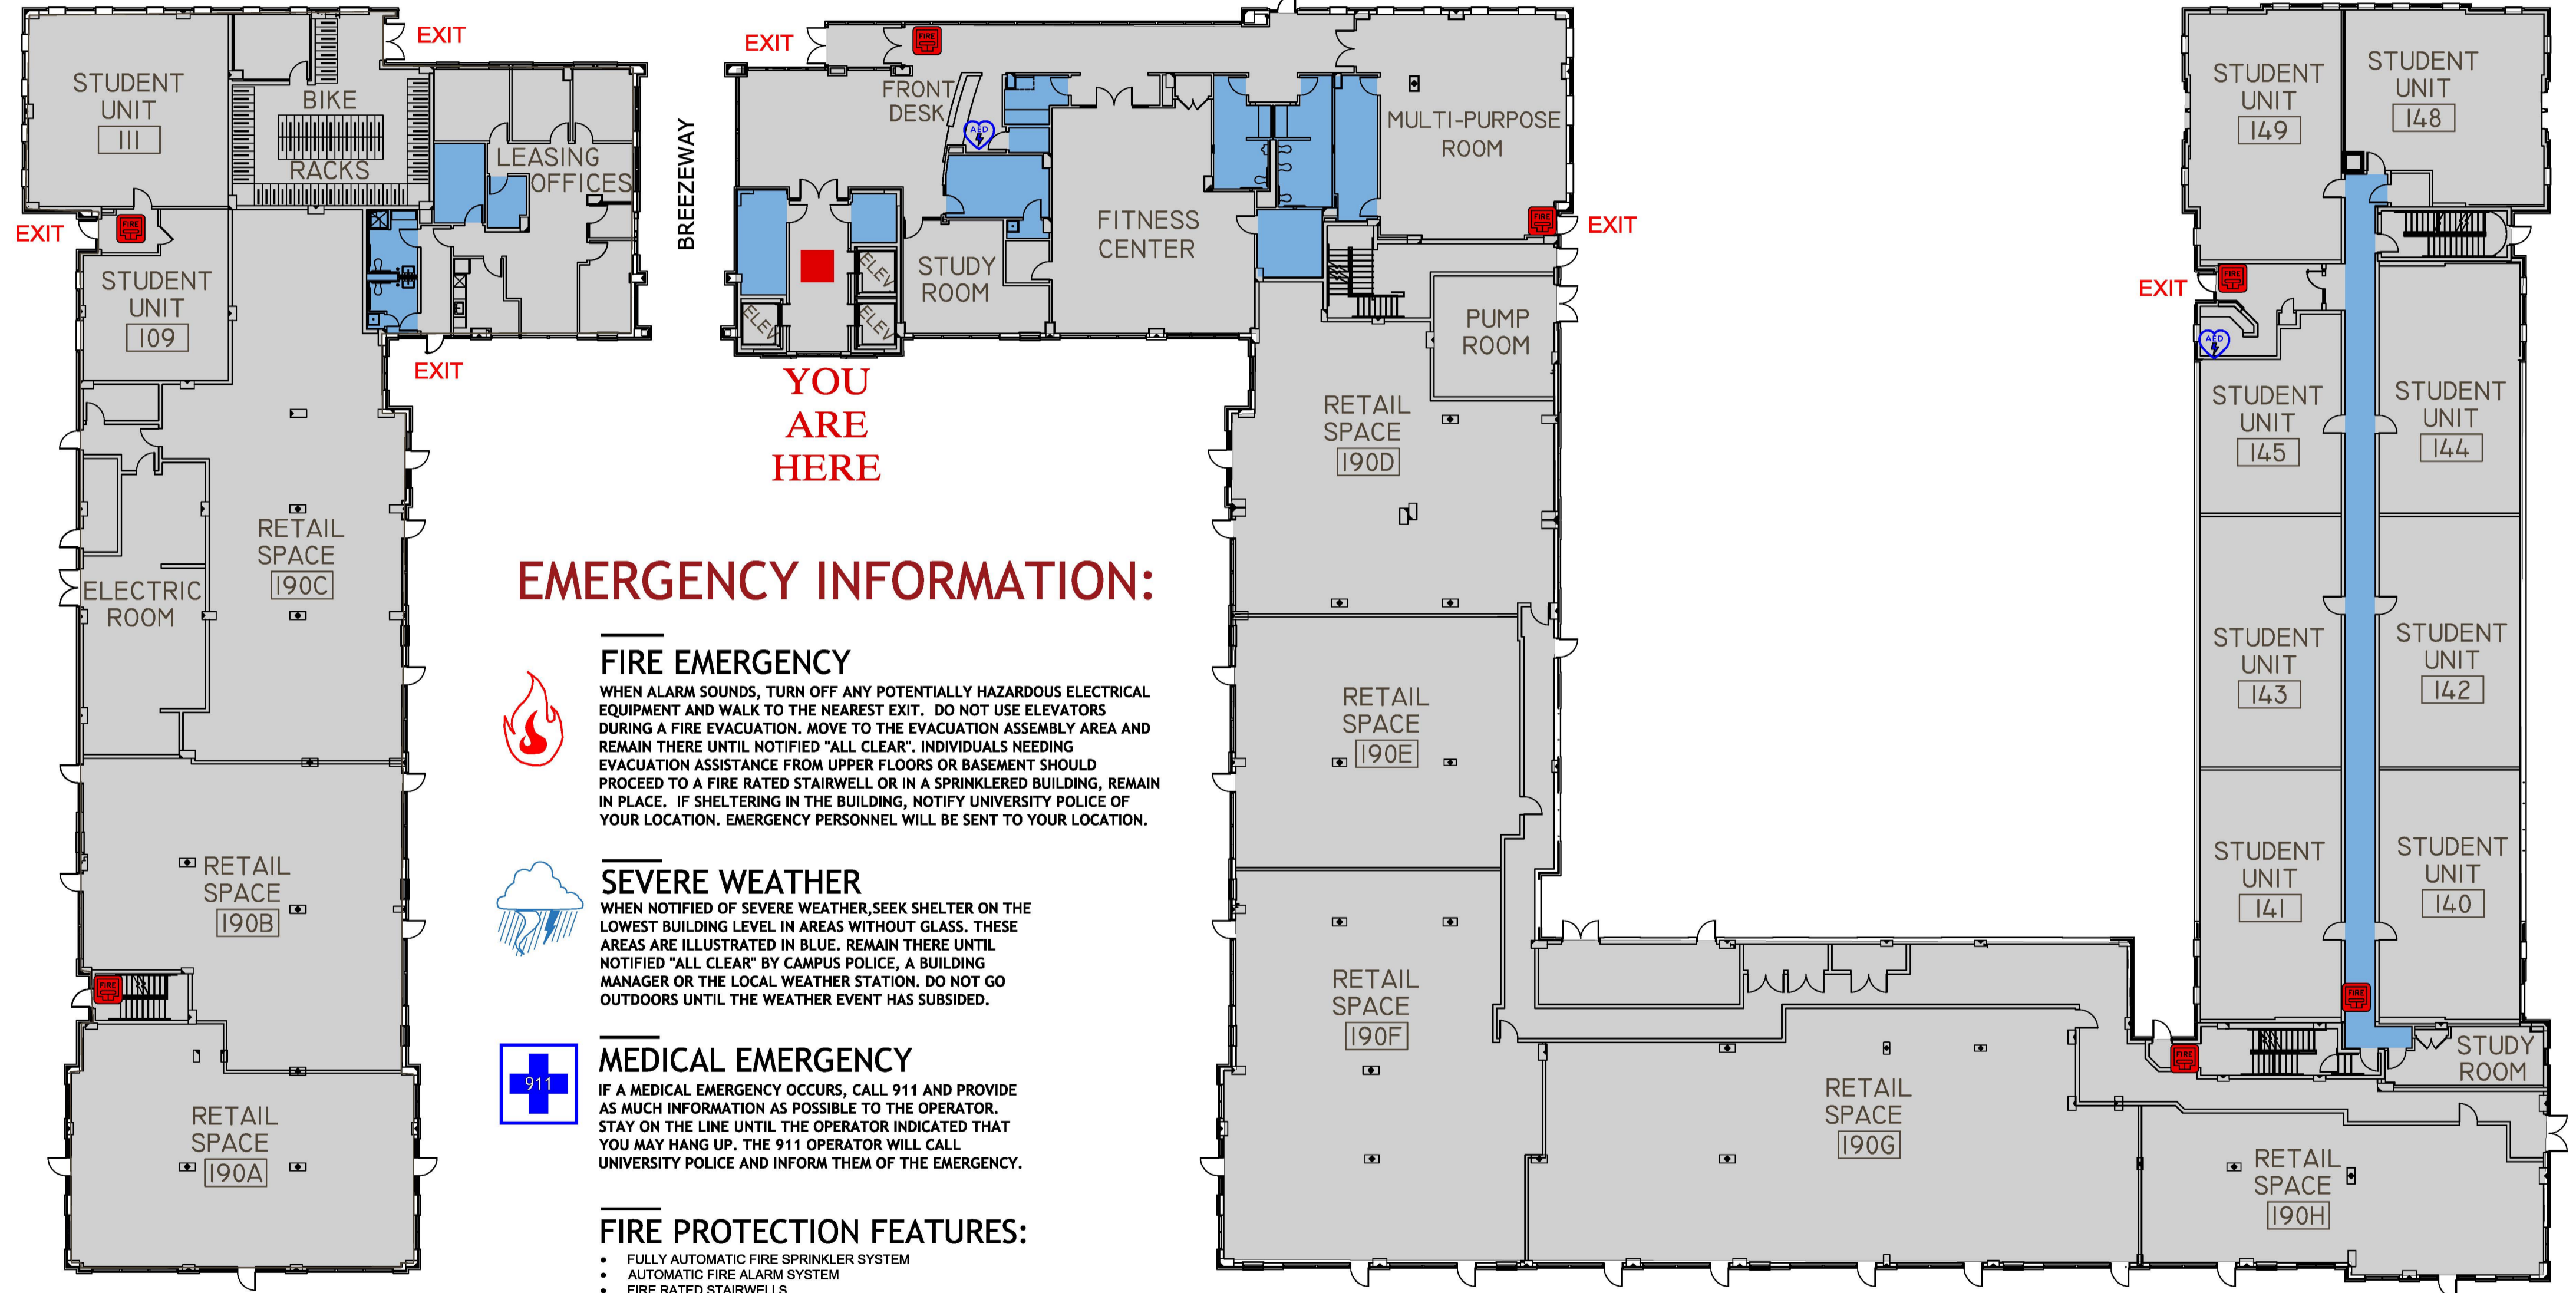 STUDENT
UNIT
111
BIKE
RACKS
EXIT
LEASING
OFFICES
EXIT
FIRE
STUDENT
UNIT
109
EXIT
BREEZEWAY
EXIT
FIRE
FRONT
DESK
AED
MULTI-PURPOSE
ROOM
FITNESS
CENTER
STUDY
ROOM
ELEV
ELEV
ELEV
FIRE
EXIT
PUMP
ROOM
YOU
ARE
HERE
STUDENT
UNIT
149
STUDENT
UNIT
148
EXIT
FIRE
AED
STUDENT
UNIT
145
STUDENT
UNIT
144
STUDENT
UNIT
143
STUDENT
UNIT
142
STUDENT
UNIT
141
STUDENT
UNIT
140
FIRE
FIRE
STUDY
ROOM
RETAIL
SPACE
190C
ELECTRIC
ROOM
RETAIL
SPACE
190B
FIRE
RETAIL
SPACE
190A
RETAIL
SPACE
190D
RETAIL
SPACE
190E
RETAIL
SPACE
190F
RETAIL
SPACE
190G
RETAIL
SPACE
190H
EMERGENCY INFORMATION:
FIRE EMERGENCY
WHEN ALARM SOUNDS, TURN OFF ANY POTENTIALLY HAZARDOUS ELECTRICAL
EQUIPMENT AND WALK TO THE NEAREST EXIT. DO NOT USE ELEVATORS
DURING A FIRE EVACUATION. MOVE TO THE EVACUATION ASSEMBLY AREA AND
REMAIN THERE UNTIL NOTIFIED "ALL CLEAR". INDIVIDUALS NEEDING
EVACUATION ASSISTANCE FROM UPPER FLOORS OR BASEMENT SHOULD
PROCEED TO A FIRE RATED STAIRWELL OR IN A SPRINKLERED BUILDING, REMAIN
IN PLACE. IF SHELTERING IN THE BUILDING, NOTIFY UNIVERSITY POLICE OF
YOUR LOCATION. EMERGENCY PERSONNEL WILL BE SENT TO YOUR LOCATION.
SEVERE WEATHER
WHEN NOTIFIED OF SEVERE WEATHER,SEEK SHELTER ON THE
LOWEST BUILDING LEVEL IN AREAS WITHOUT GLASS. THESE
AREAS ARE ILLUSTRATED IN BLUE. REMAIN THERE UNTIL
NOTIFIED "ALL CLEAR" BY CAMPUS POLICE, A BUILDING
MANAGER OR THE LOCAL WEATHER STATION. DO NOT GO
OUTDOORS UNTIL THE WEATHER EVENT HAS SUBSIDED.
911
MEDICAL EMERGENCY
IF A MEDICAL EMERGENCY OCCURS, CALL 911 AND PROVIDE
AS MUCH INFORMATION AS POSSIBLE TO THE OPERATOR.
STAY ON THE LINE UNTIL THE OPERATOR INDICATED THAT
YOU MAY HANG UP. THE 911 OPERATOR WILL CALL
UNIVERSITY POLICE AND INFORM THEM OF THE EMERGENCY.
FIRE PROTECTION FEATURES:
• FULLY AUTOMATIC FIRE SPRINKLER SYSTEM
• AUTOMATIC FIRE ALARM SYSTEM
• FIRE RATED STAIRWELLS